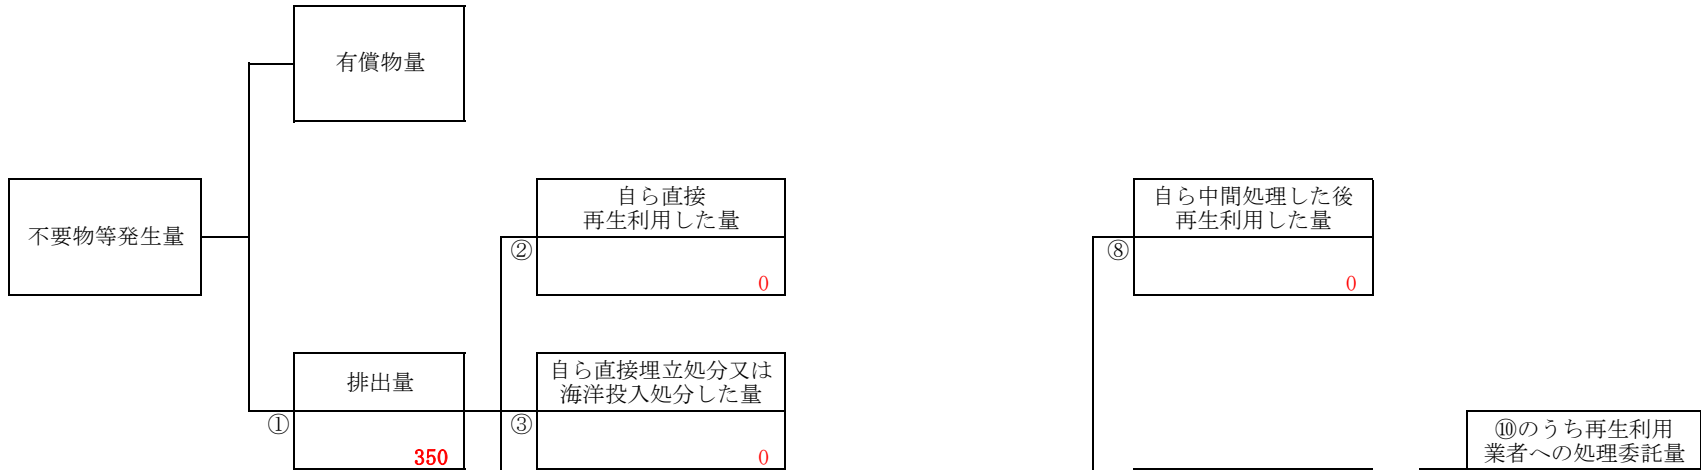 有償物量
不要物等発生量
自ら直接
再生利用した量
②
0
自ら中間処理した後
再生利用した量
⑧
0
排出量
①
350
自ら直接埋立処分又は
海洋投入処分した量
③
0
⑩のうち再生利用
業者への処理委託量